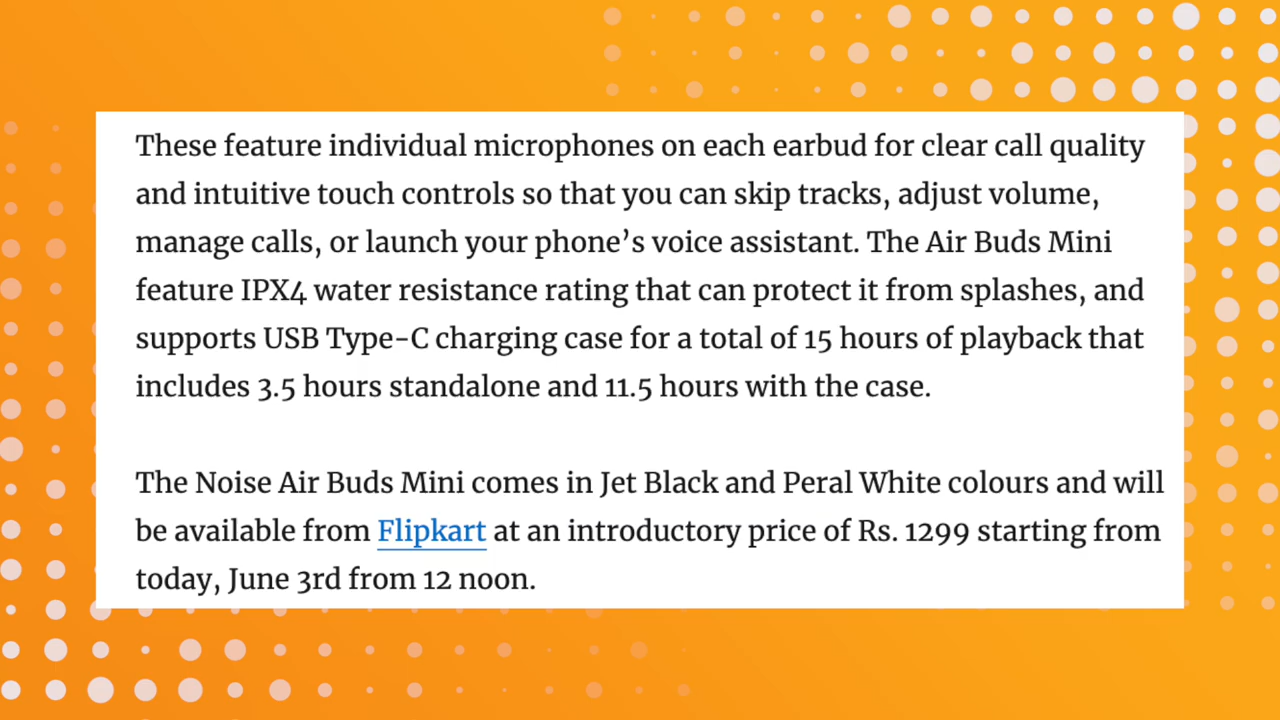 These feature individual microphones on each earbud for clear call quality
and intuitive touch controls so that you can skip tracks, adjust volume,
manage calls, or launch your phone’s voice assistant. The Air Buds Mini
feature IPX4 water resistance rating that can protect it from splashes, and
supports USB Type-C charging case for a total of 15 hours of playback that
includes 3.5 hours standalone and 11.5 hours with the case.
The Noise Air Buds Mini comes in Jet Black and Peral White colours and will
be available from Flipkart at an introductory price of Rs. 1299 starting from
today, June 3rd from 12 noon.